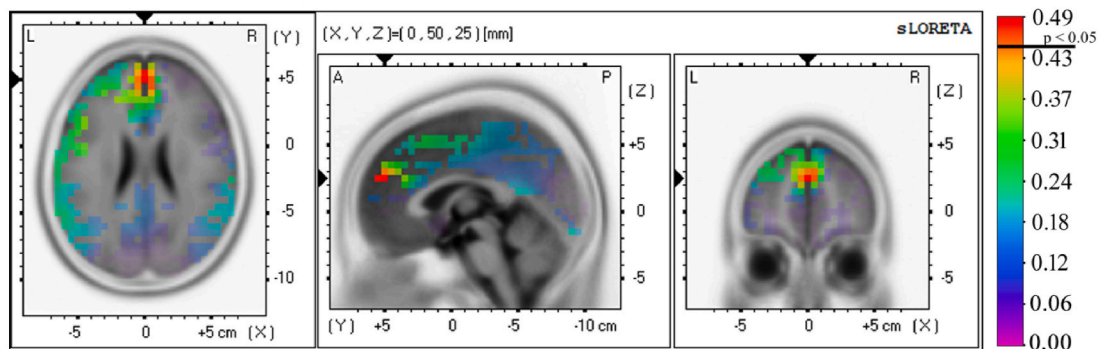 (X,Y,Z)=(0,50,25)[mm]
sLORETA
L R (Y)
+5
0
-5
-10
-5 0 +5 cm (X)
A P (Z)
+5
0
-5
(Y) +5 0 -5 -10 cm
L R (Z)
+5
0
-5
-5 0 +5 cm (X)
0.49
p < 0.05
0.43
0.37
0.31
0.24
0.18
0.12
0.06
0.00